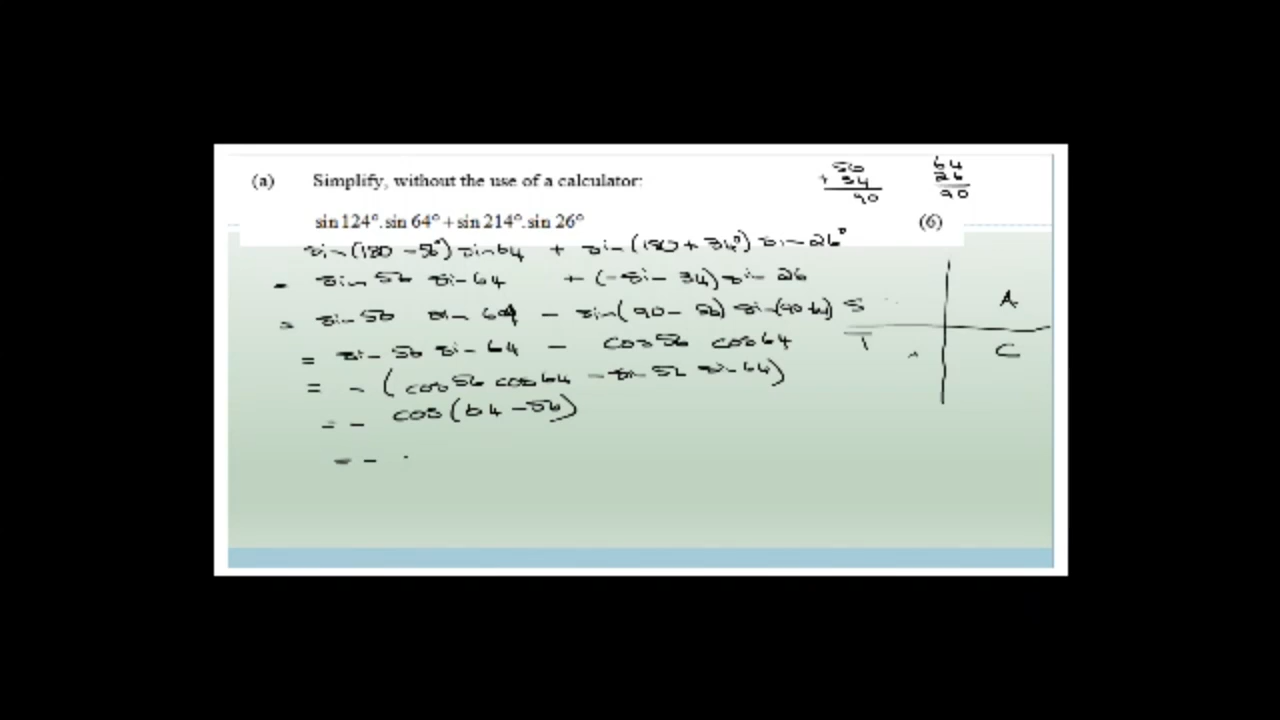 (a) Simplify, without the use of a calculator:
56
+ 34
90
64
26
90
sin 124°. sin 64° + sin 214°. sin 26° (6)
sin (180 - 56°) sin 64 + sin (180 + 34°) sin 26°
= sin 56 sin 64 + (- sin 34) sin 26
= sin 56 sin 64 - sin(90 - 56) sin(90-64)
S A
T C
= sin 56 sin 64 - cos 56 cos 64
= - (cos 56 cos 64 - sin 56 sin 64)
= - cos (64 - 56)
= -